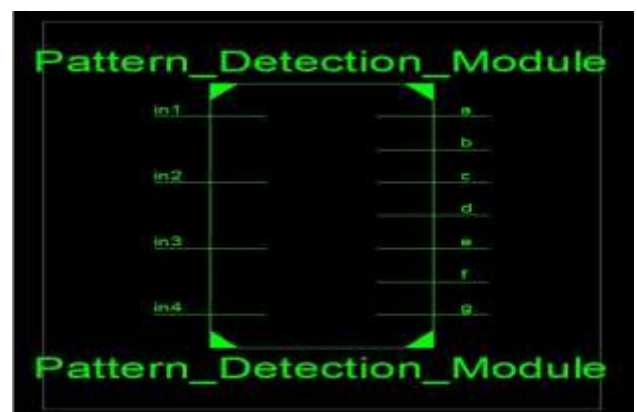 Pattern_Detection_Module
in1 a
b
in2 c
d
in3 e
f
in4 g
Pattern_Detection_Module